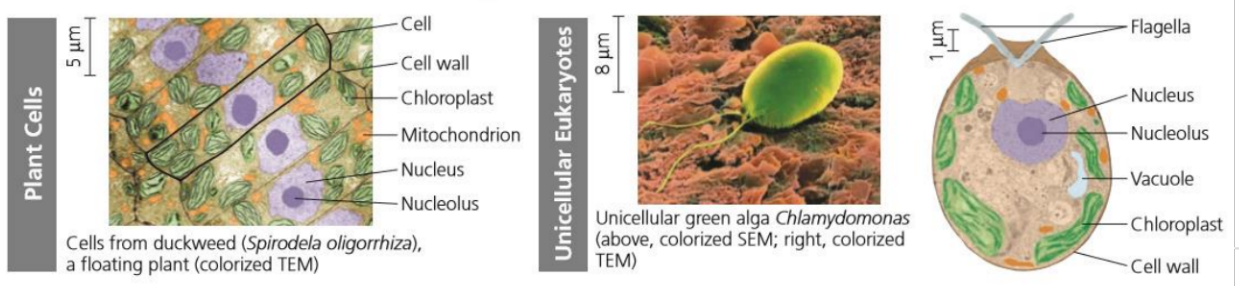 Plant Cells
5 μm
Cell
Cell wall
Chloroplast
Mitochondrion
Nucleus
Nucleolus
Cells from duckweed (Spirodela oligorrhiza),
a floating plant (colorized TEM)
Unicellular Eukaryotes
8 μm
Unicellular green alga Chlamydomonas
(above, colorized SEM; right, colorized
TEM)
1 μm
Flagella
Nucleus
Nucleolus
Vacuole
Chloroplast
Cell wall